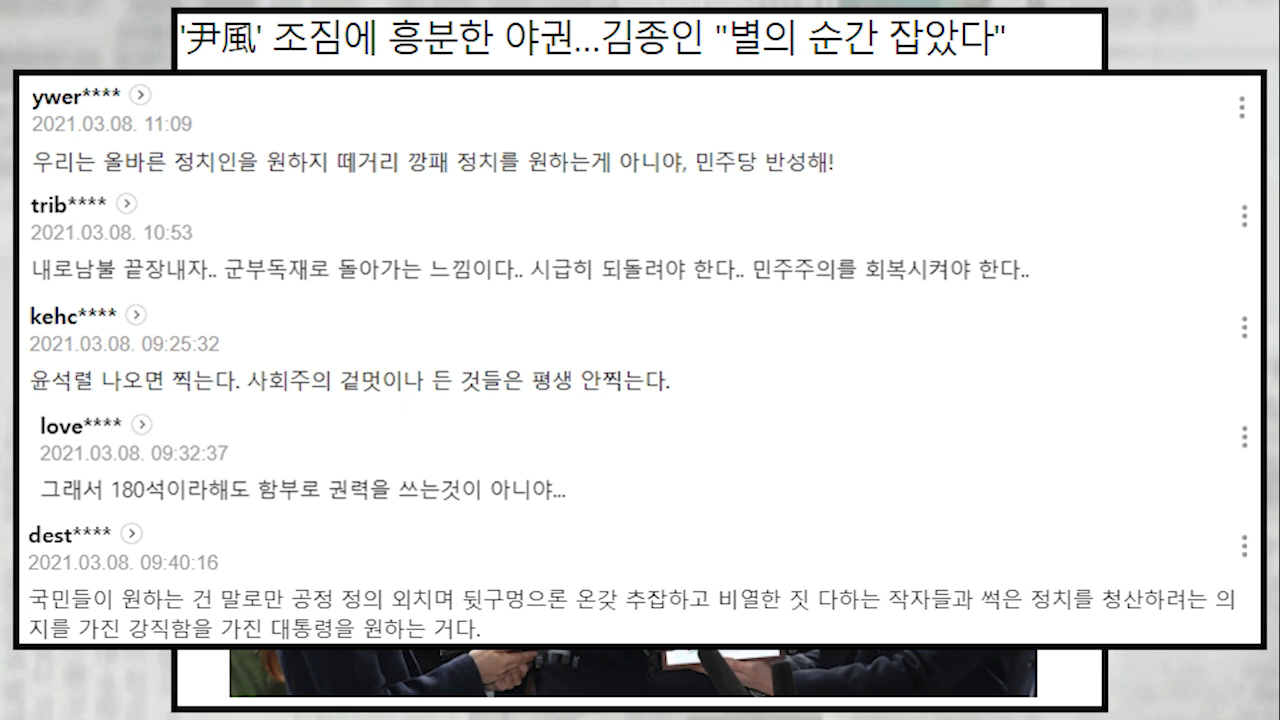 '尹風' 조짐에 흥분한 야권...김종인 "별의 순간 잡았다"
ywer****
2021.03.08. 11:09
우리는 올바른 정치인을 원하지 떼거리 깡패 정치를 원하는게 아니야, 민주당 반성해!
trib****
2021.03.08. 10:53
내로남불 끝장내자.. 군부독재로 돌아가는 느낌이다.. 시급히 되돌려야 한다.. 민주주의를 회복시켜야 한다..
kehc****
2021.03.08. 09:25:32
윤석렬 나오면 찍는다. 사회주의 겉멋이나 든 것들은 평생 안찍는다.
love****
2021.03.08. 09:32:37
그래서 180석이라해도 함부로 권력을 쓰는것이 아니야...
dest****
2021.03.08. 09:40:16
국민들이 원하는 건 말로만 공정 정의 외치며 뒷구멍으론 온갖 추잡하고 비열한 짓 다하는 작자들과 썩은 정치를 청산하려는 의
지를 가진 강직함을 가진 대통령을 원하는 거다.